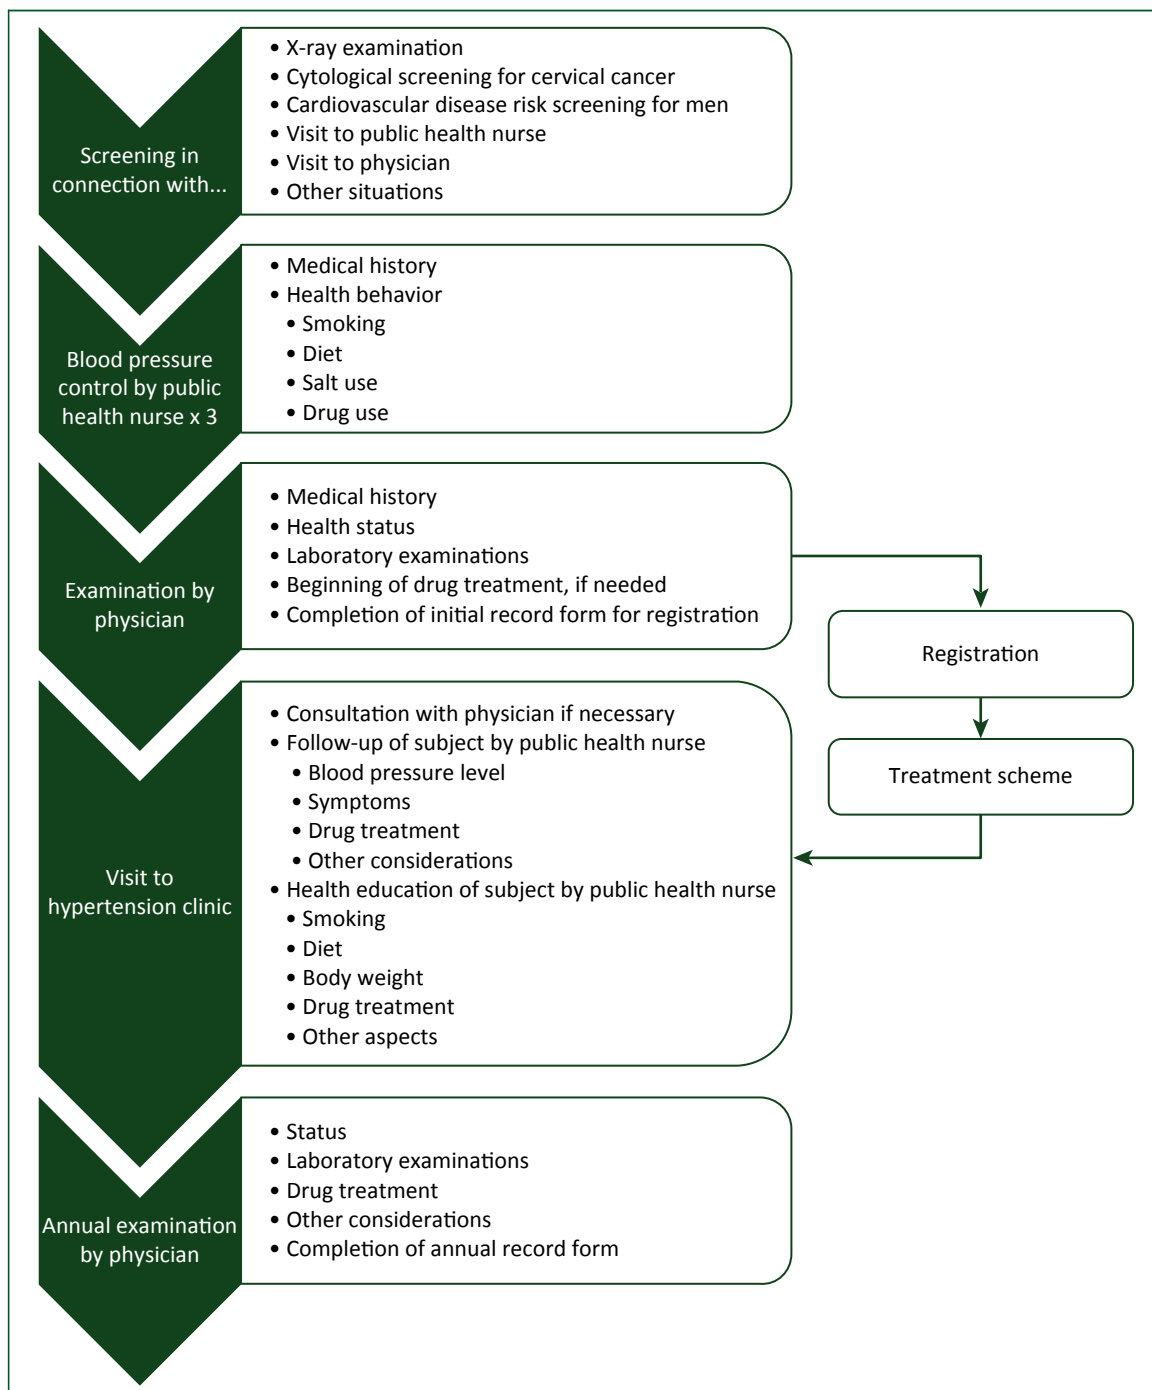 Screening in
connection with...
• X-ray examination
• Cytological screening for cervical cancer
• Cardiovascular disease risk screening for men
• Visit to public health nurse
• Visit to physician
• Other situations
Blood pressure
control by public
health nurse x 3
• Medical history
• Health behavior
• Smoking
• Diet
• Salt use
• Drug use
Examination by
physician
• Medical history
• Health status
• Laboratory examinations
• Beginning of drug treatment, if needed
• Completion of initial record form for registration
Registration
Treatment scheme
Visit to
hypertension clinic
• Consultation with physician if necessary
• Follow-up of subject by public health nurse
• Blood pressure level
• Symptoms
• Drug treatment
• Other considerations
• Health education of subject by public health nurse
• Smoking
• Diet
• Body weight
• Drug treatment
• Other aspects
Annual examination
by physician
• Status
• Laboratory examinations
• Drug treatment
• Other considerations
• Completion of annual record form